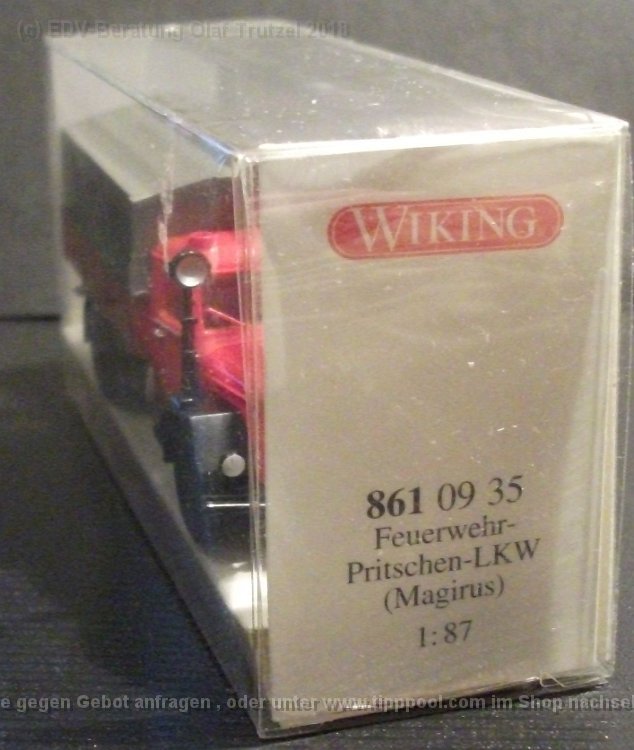 (c) EDV-Beratung Olaf Trutzel 2018
WIKING
861 09 35
Feuerwehr-
Pritschen-LKW
(Magirus)
1:87
e gegen Gebot anfragen , oder unter www.tipppool.com im Shop nachsel